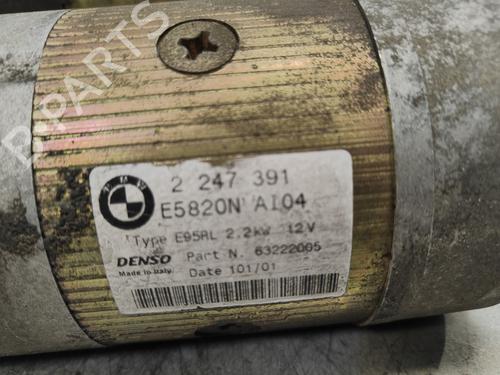 B-PARTS
BMW
2 247 391
E5820N AI04
Type E95RL 2.2kW 12V
DENSO Part N. 63222005
Made in Italy Date 101/01